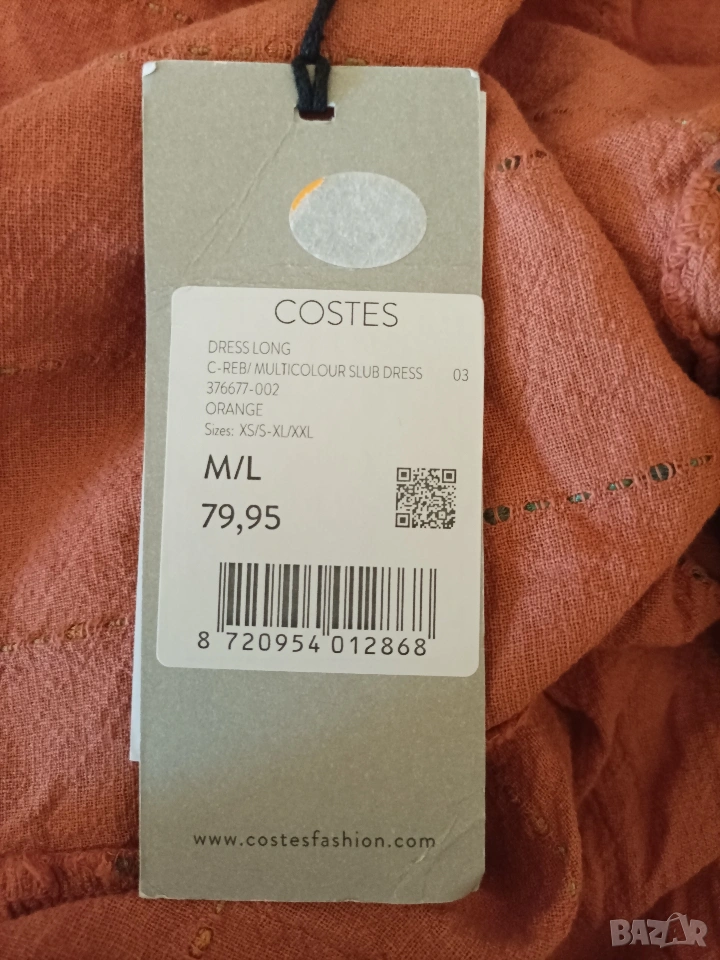 COSTES
DRESS LONG
C-REB/ MULTICOLOUR SLUB DRESS 03
376677-002
ORANGE
Sizes: XS/S-XL/XXL
M/L
79,95
8 720954 012868
www.costesfashion.com
BAZAR